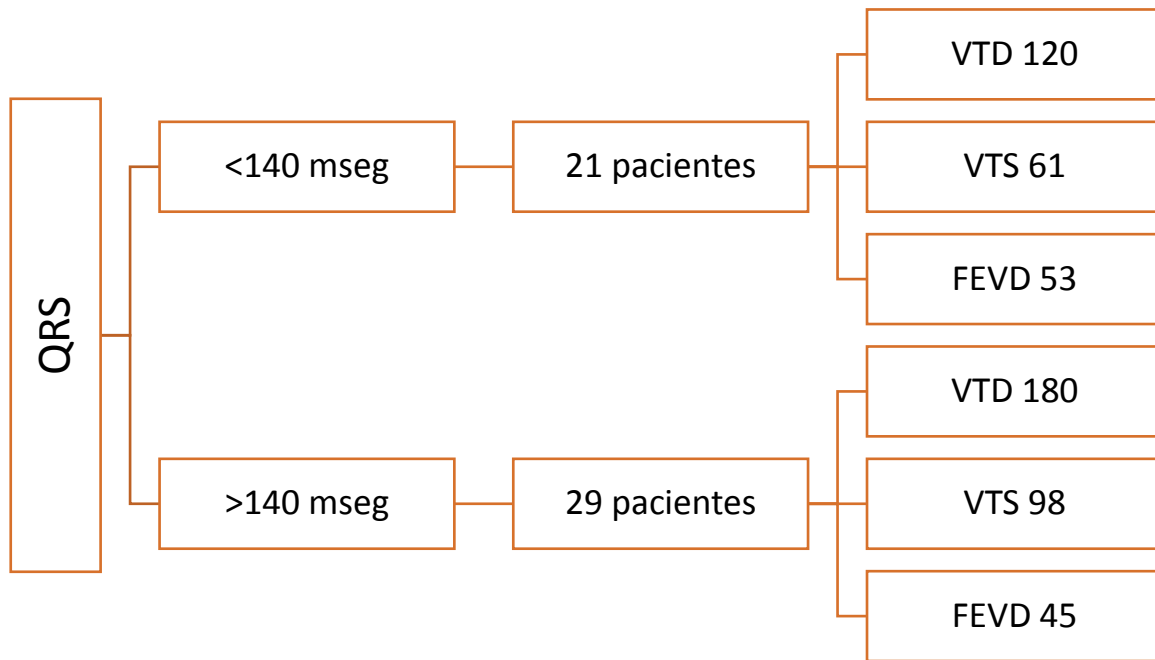 QRS
<140 mseg
21 pacientes
VTD 120
VTS 61
FEVD 53
>140 mseg
29 pacientes
VTD 180
VTS 98
FEVD 45